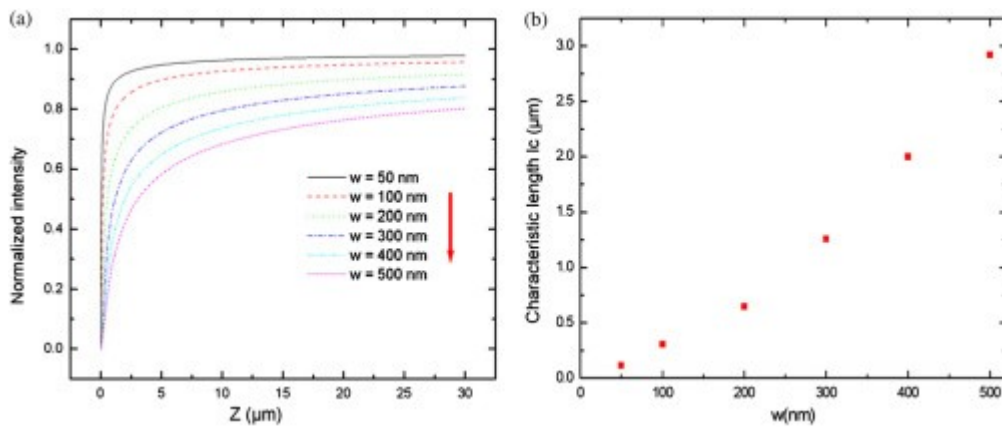 (a)
Normalized intensity
1.0
0.8
0.6
0.4
0.2
0.0
w = 50 nm
w = 100 nm
w = 200 nm
w = 300 nm
w = 400 nm
w = 500 nm
0 5 10 15 20 25 30
Z (µm)
(b)
Characteristic length lc (µm)
3.0
2.5
2.0
1.5
1.0
0.5
0.0
0 100 200 300 400 500
w(nm)